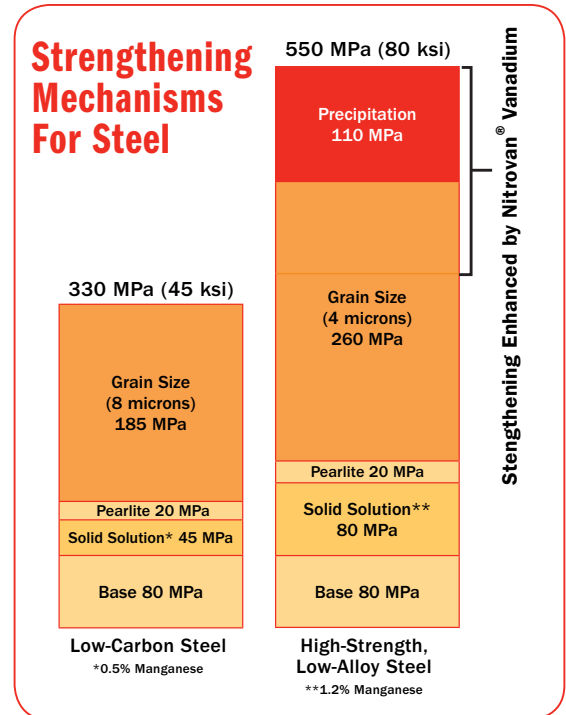 Strengthening
Mechanisms
For Steel
330 MPa (45 ksi)
Grain Size
(8 microns)
185 MPa
Pearlite 20 MPa
Solid Solution* 45 MPa
Base 80 MPa
Low-Carbon Steel
*0.5% Manganese
550 MPa (80 ksi)
Precipitation
110 MPa
Grain Size
(4 microns)
260 MPa
Pearlite 20 MPa
Solid Solution**
80 MPa
Base 80 MPa
High-Strength,
Low-Alloy Steel
**1.2% Manganese
Stengthening Enhanced by Nitrovan® Vanadium